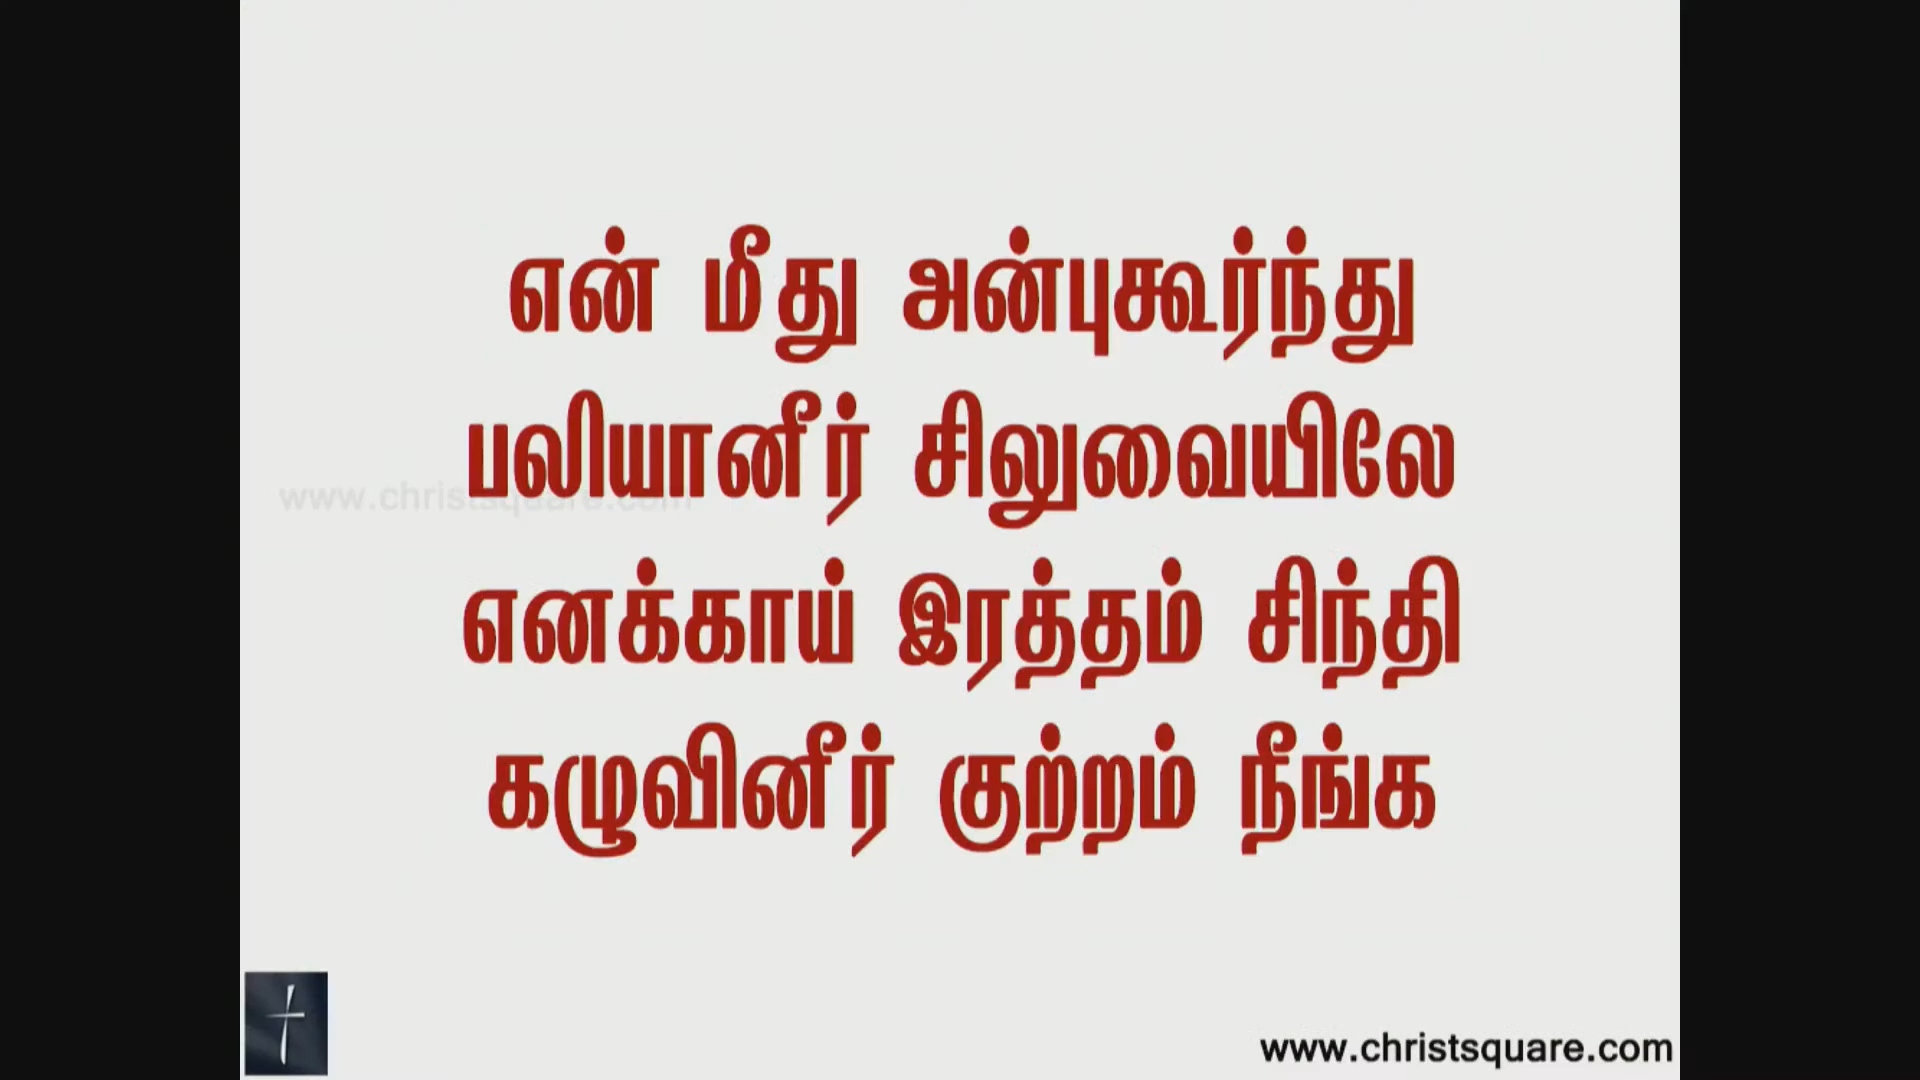 என் மீது அன்புகூர்ந்து
பலியானீர் சிலுவையிலே
www.christsquare.com
எனக்காய் இரத்தம் சிந்தி
கழுவினீர் குற்றம் நீங்க
www.christsquare.com